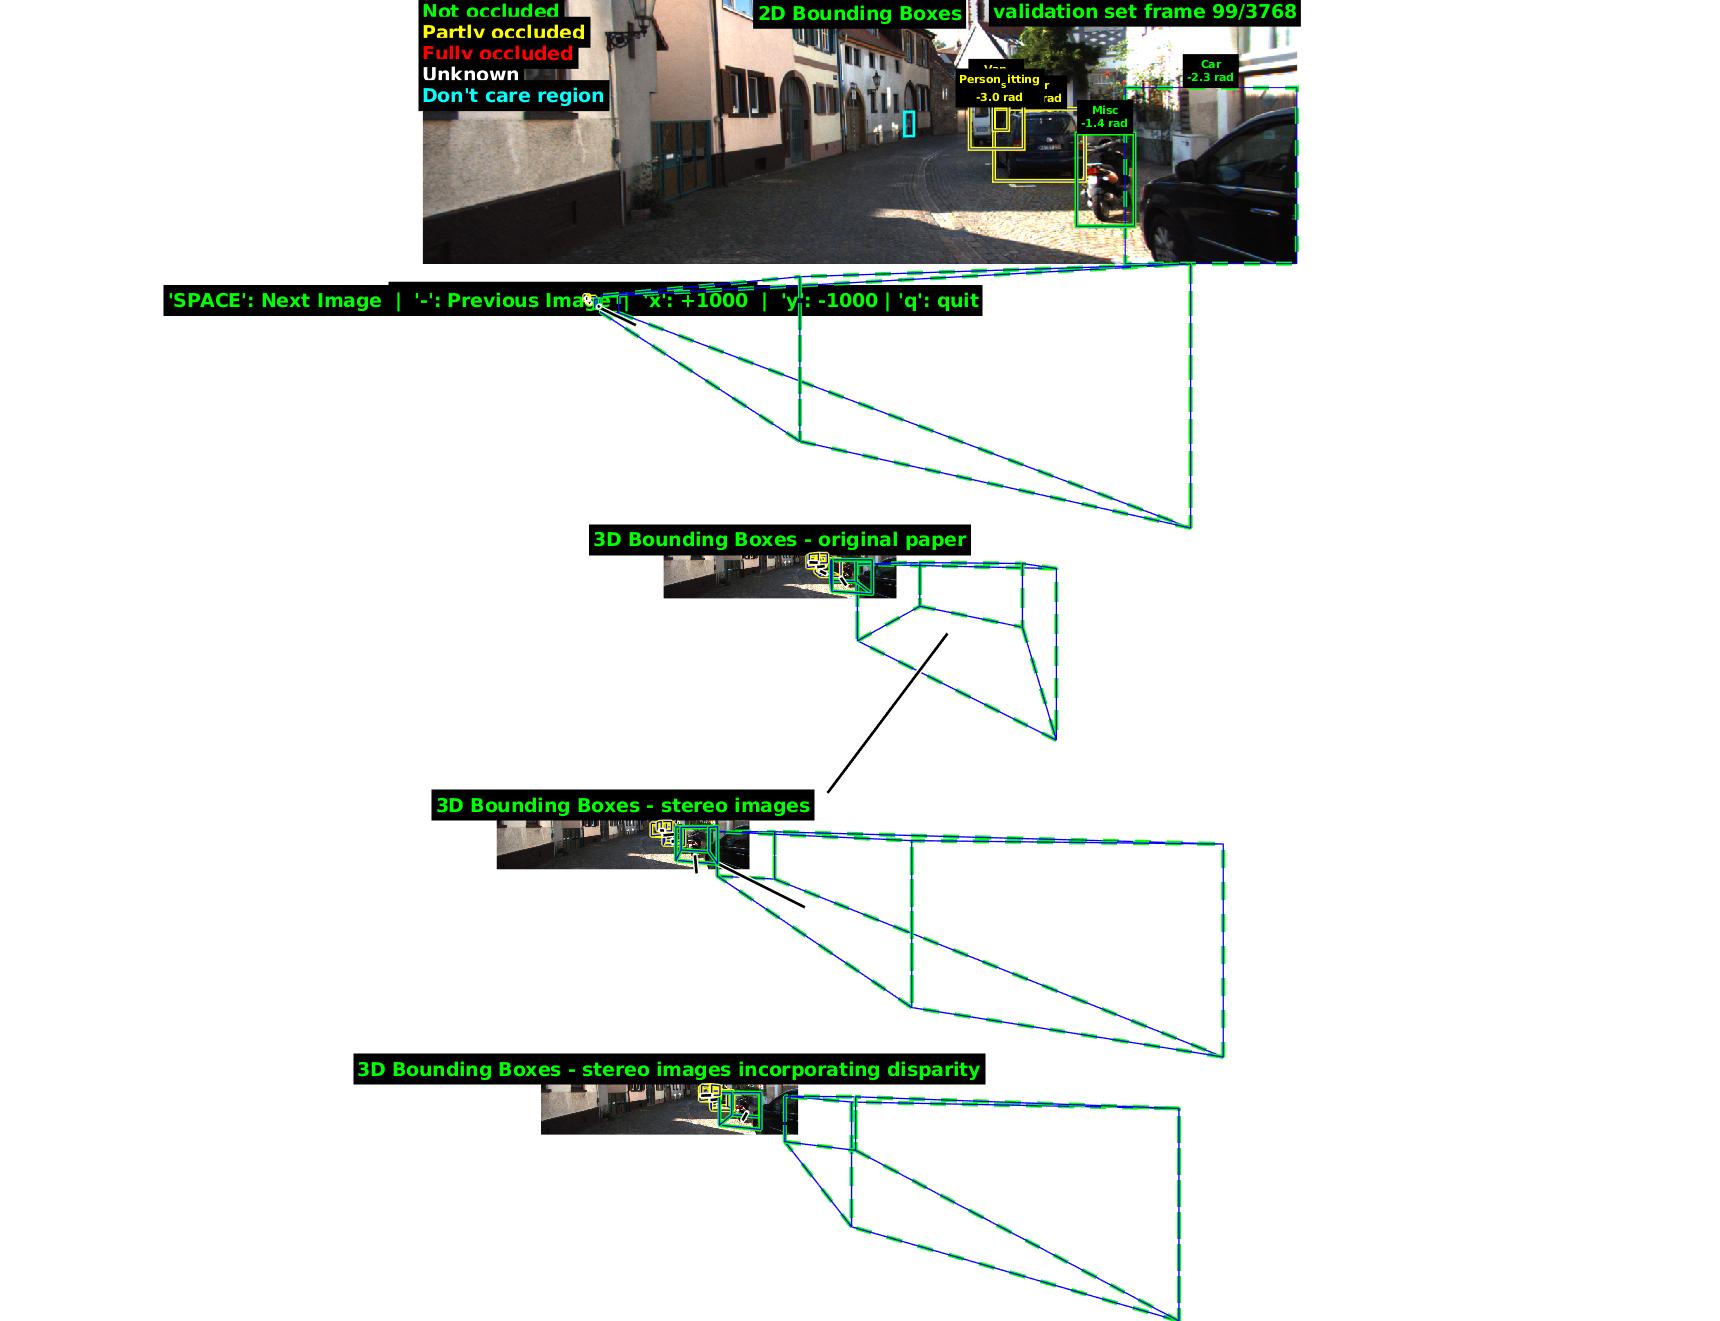 Not occluded
Partly occluded
Fully occluded
Unknown
Don't care region
2D Bounding Boxes
validation set frame 99/3768
Van
Person_itting
-3.0 rad
rad
Misc
-1.4 rad
Car
-2.3 rad
'SPACE': Next Image | '-': Previous Image | 'x': +1000 | 'y': -1000 | 'q': quit
3D Bounding Boxes - original paper
3D Bounding Boxes - stereo images
3D Bounding Boxes - stereo images incorporating disparity